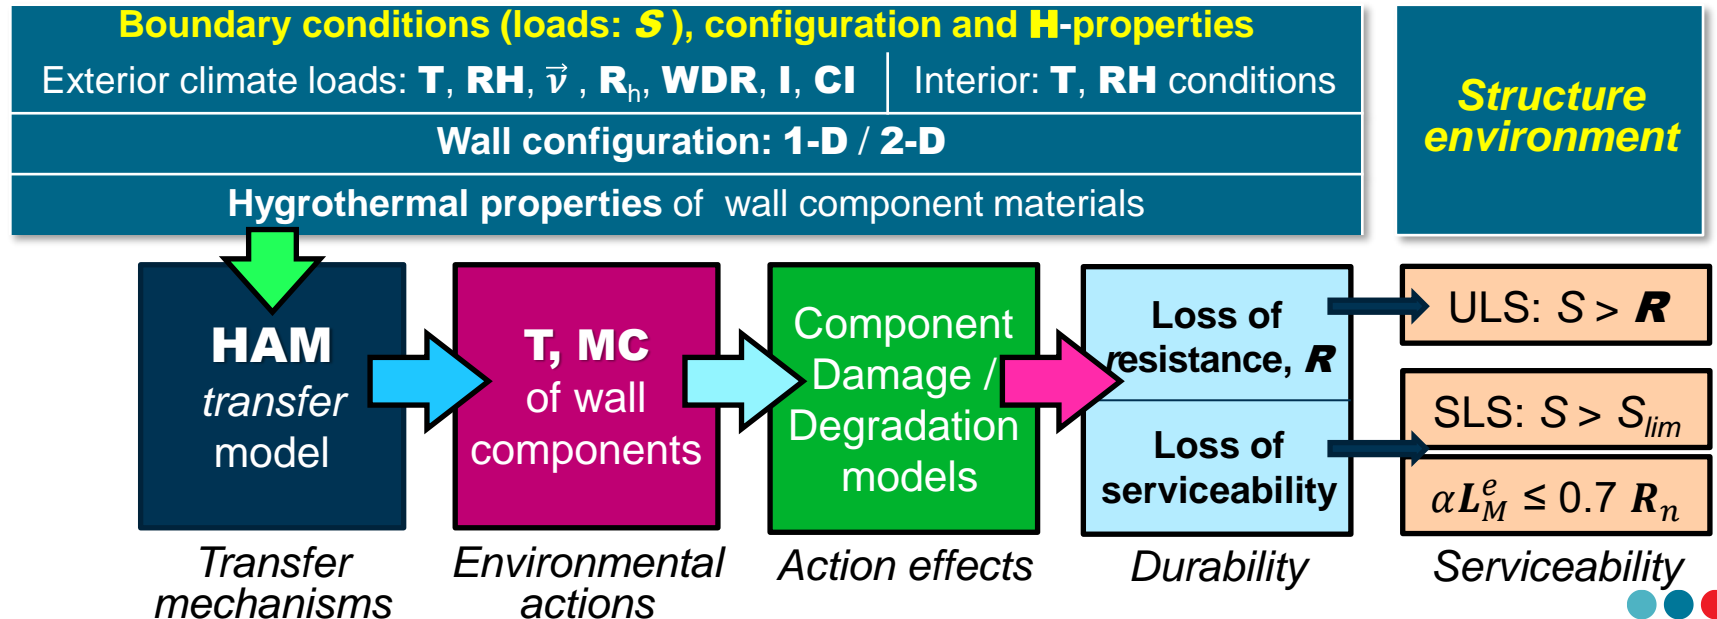 Boundary conditions (loads: S ), configuration and H-properties
Exterior climate loads: T, RH, v⃗ , Rₕ, WDR, I, CI
Interior: T, RH conditions
Wall configuration: 1-D / 2-D
Hygrothermal properties of wall component materials
Structure
environment
HAM
transfer
model
T, MC
of wall
components
Component
Damage /
Degradation
models
Loss of
resistance, R
Loss of
serviceability
ULS: S > R
SLS: S > S_lim
αL_M^e ≤ 0.7 R_n
Transfer
mechanisms
Environmental
actions
Action effects
Durability
Serviceability